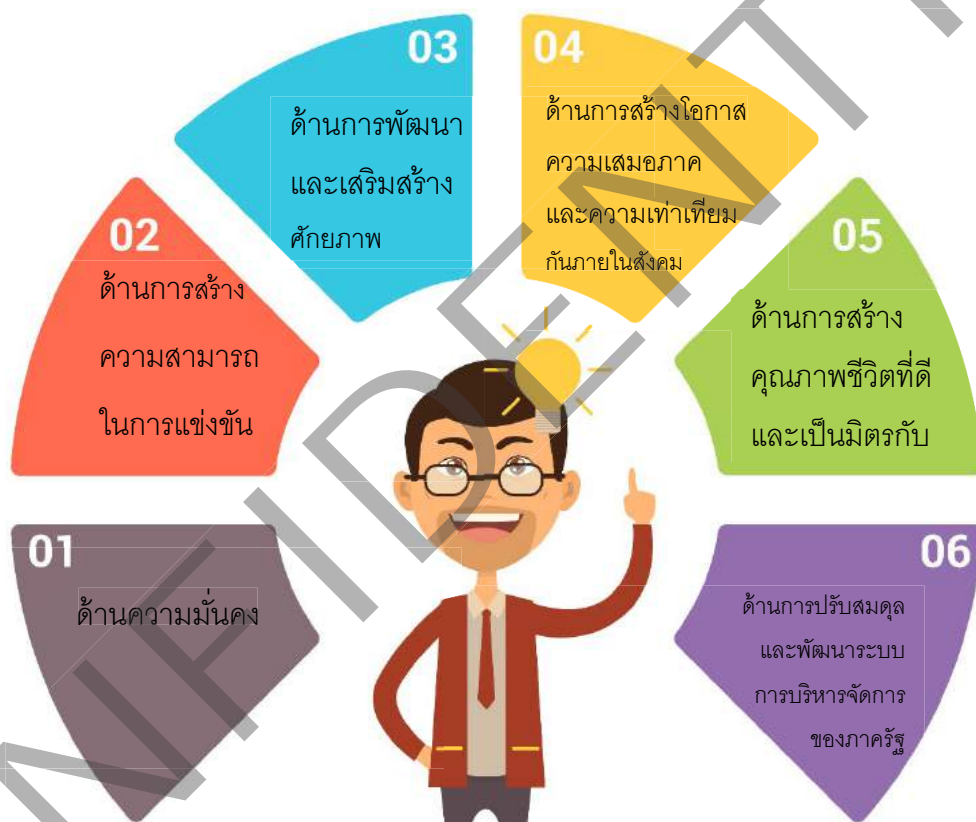 01
ด้านความมั่นคง
02
ด้านการสร้าง
ความสามารถ
ในการแข่งขัน
03
ด้านการพัฒนา
และเสริมสร้าง
ศักยภาพ
04
ด้านการสร้างโอกาส
ความเสมอภาค
และความเท่าเทียม
กันภายในสังคม
05
ด้านการสร้าง
คุณภาพชีวิตที่ดี
และเป็นมิตรกับ
06
ด้านการปรับสมดุล
และพัฒนาระบบ
การบริหารจัดการ
ของภาครัฐ
NFIDENT